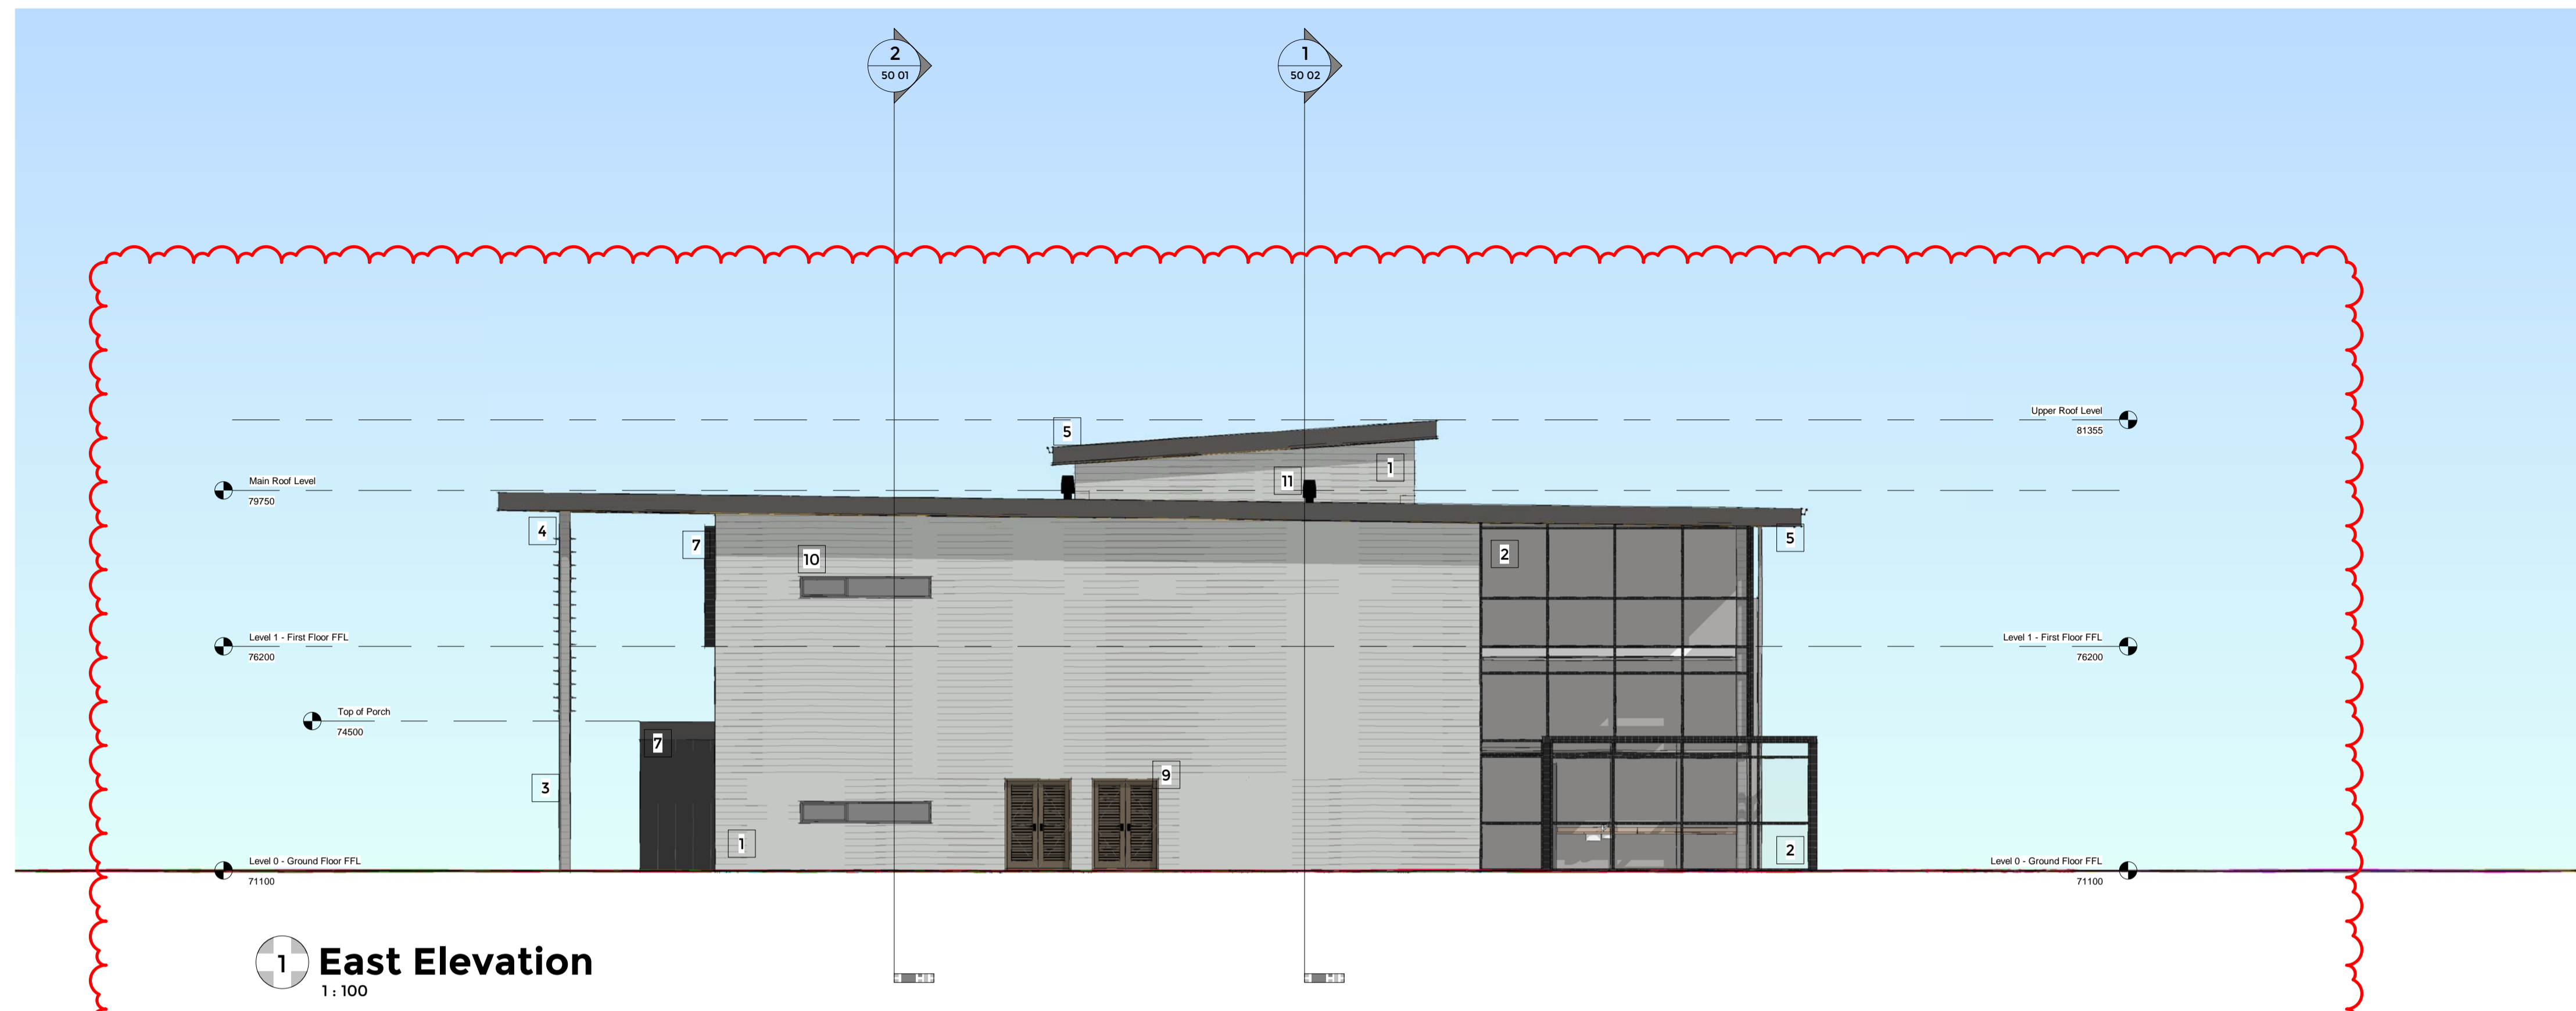 2
50 01
1
50 02
Upper Roof Level
81355
5
1
11
Main Roof Level
79750
4
7
10
2
5
Level 1 - First Floor FFL
76200
Level 1 - First Floor FFL
76200
Top of Porch
74500
7
9
3
1
2
Level 0 - Ground Floor FFL
71100
Level 0 - Ground Floor FFL
71100
1
East Elevation
1 : 100